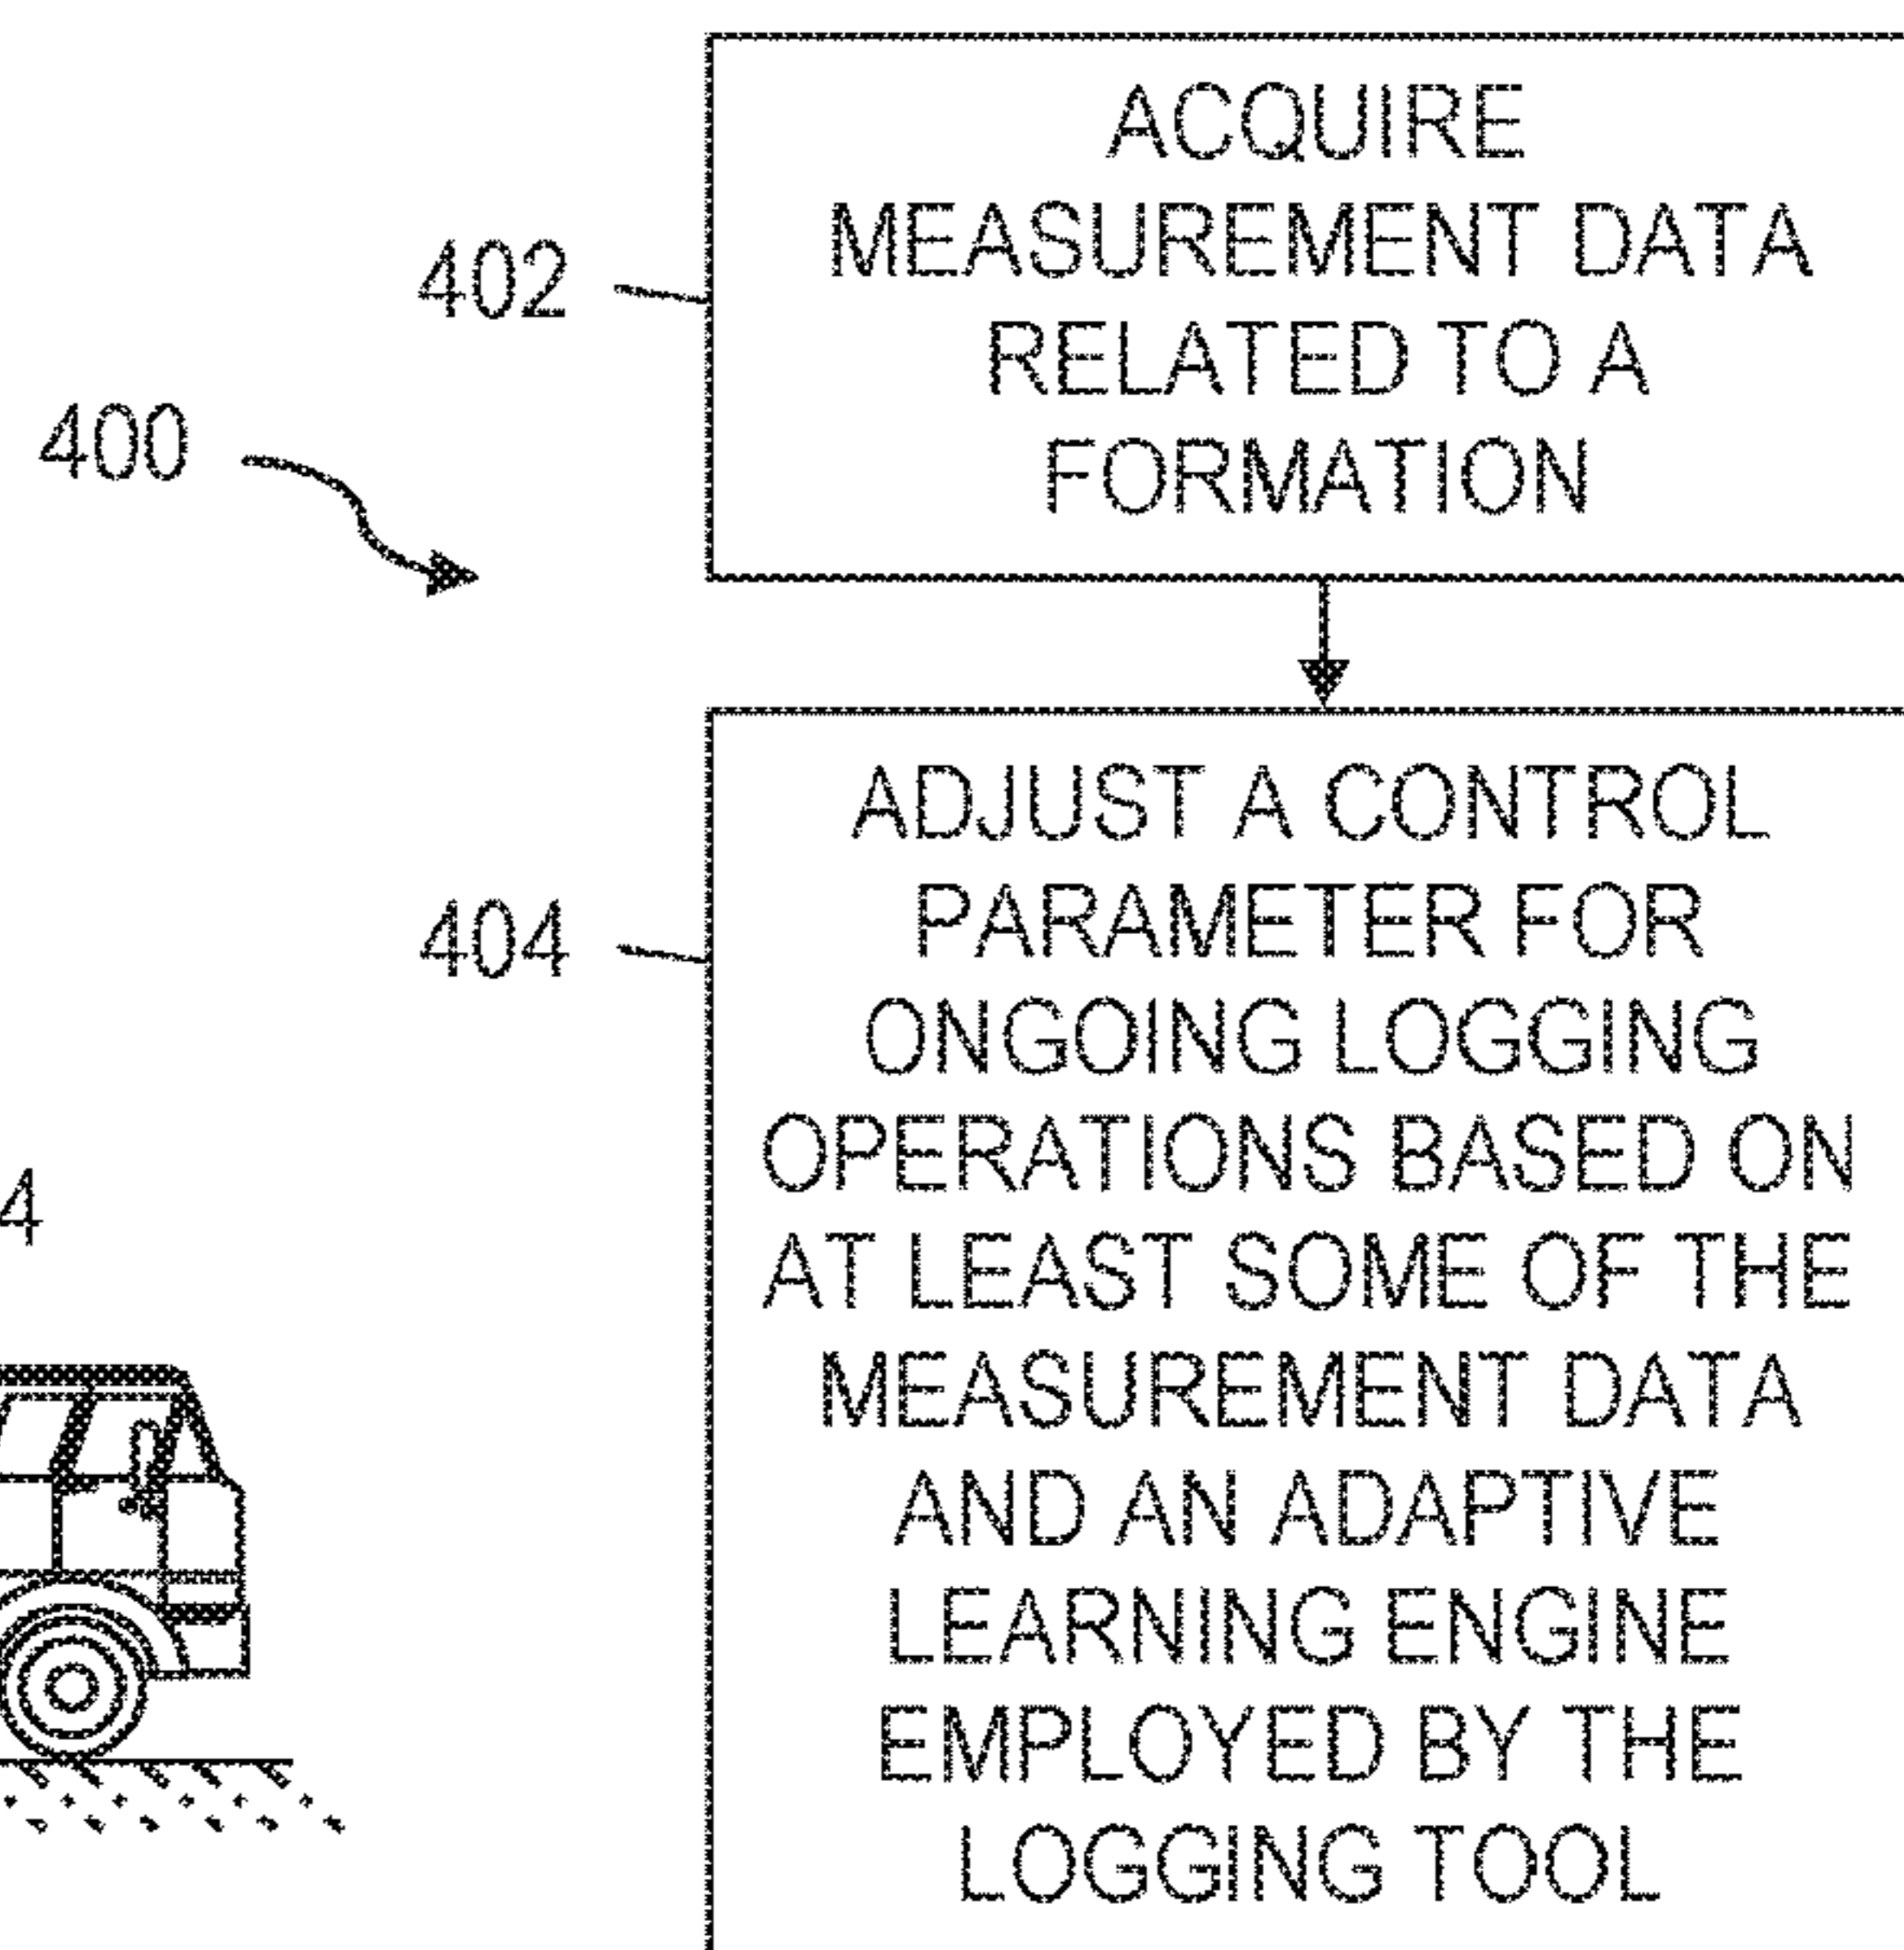 402
ACQUIRE
MEASUREMENT DATA
RELATED TO A
FORMATION
400
404
ADJUST A CONTROL
PARAMETER FOR
ONGOING LOGGING
OPERATIONS BASED ON
AT LEAST SOME OF THE
MEASUREMENT DATA
AND AN ADAPTIVE
LEARNING ENGINE
EMPLOYED BY THE
LOGGING TOOL
4